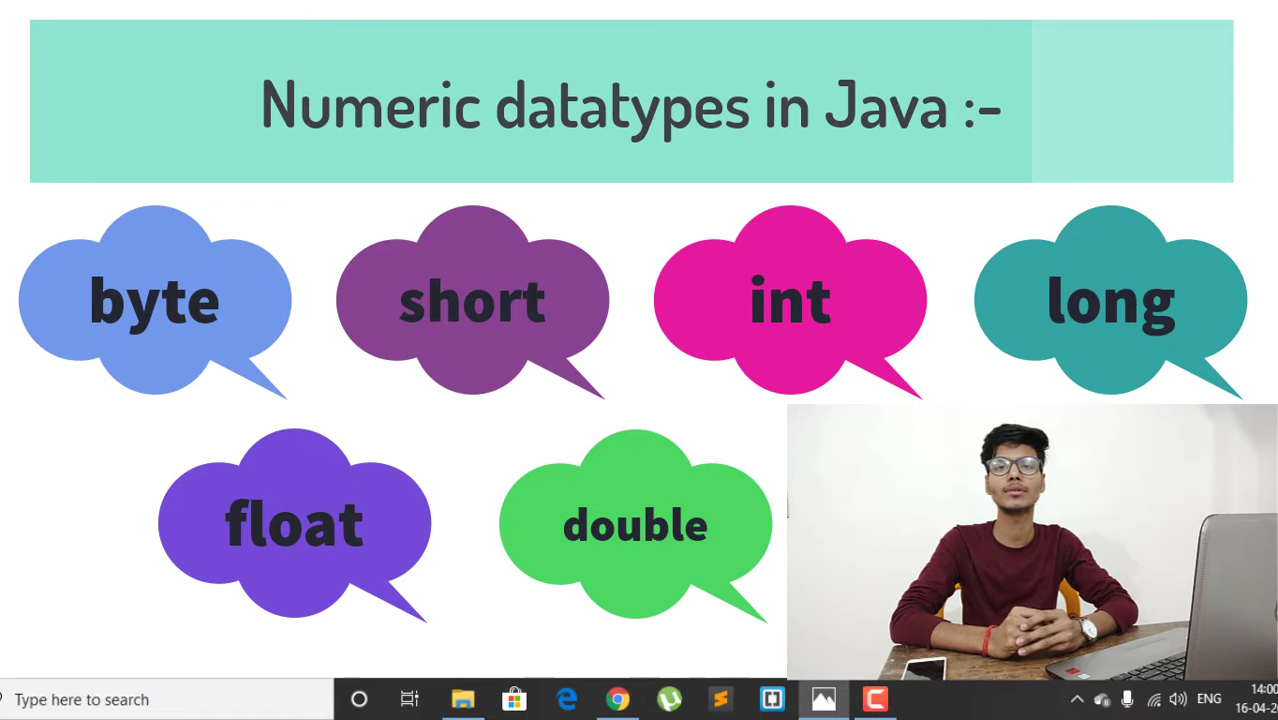 Numeric datatypes in Java :-
byte
short
int
long
float
double
Type here to search
ENG
14:00
16-04-2